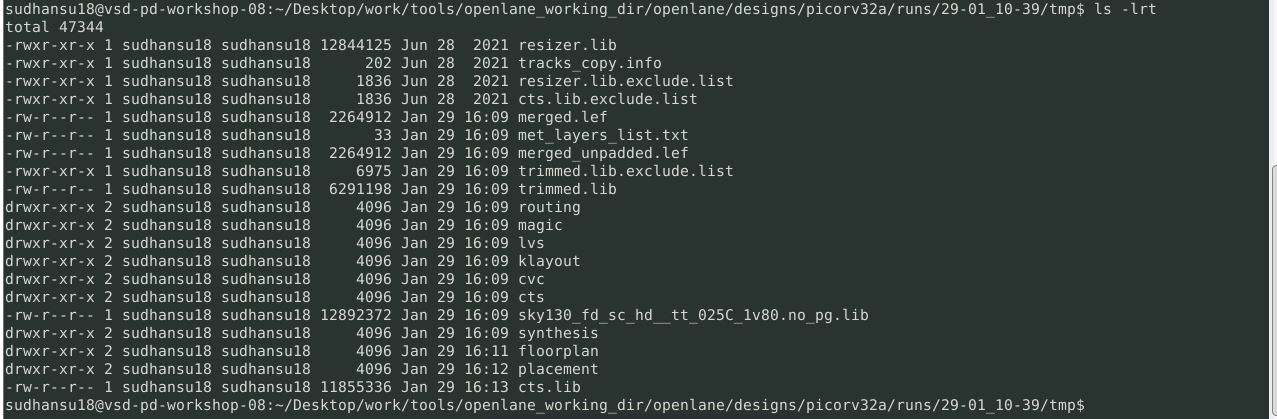 sudhansu18@vsd-pd-workshop-08:~/Desktop/work/tools/openlane_working_dir/openlane/designs/picorv32a/runs/29-01_10-39/tmp$ ls -lrt
total 47344
-rwxr-xr-x 1 sudhansu18 sudhansu18 12844125 Jun 28  2021 resizer.lib
-rwxr-xr-x 1 sudhansu18 sudhansu18      202 Jun 28  2021 tracks_copy.info
-rwxr-xr-x 1 sudhansu18 sudhansu18     1836 Jun 28  2021 resizer.lib.exclude.list
-rwxr-xr-x 1 sudhansu18 sudhansu18     1836 Jun 28  2021 cts.lib.exclude.list
-rw-r--r-- 1 sudhansu18 sudhansu18  2264912 Jan 29 16:09 merged.lef
-rw-r--r-- 1 sudhansu18 sudhansu18       33 Jan 29 16:09 met_layers_list.txt
-rw-r--r-- 1 sudhansu18 sudhansu18  2264912 Jan 29 16:09 merged_unpadded.lef
-rwxr-xr-x 1 sudhansu18 sudhansu18     6975 Jan 29 16:09 trimmed.lib.exclude.list
-rw-r--r-- 1 sudhansu18 sudhansu18  6291198 Jan 29 16:09 trimmed.lib
drwxr-xr-x 2 sudhansu18 sudhansu18     4096 Jan 29 16:09 routing
drwxr-xr-x 2 sudhansu18 sudhansu18     4096 Jan 29 16:09 magic
drwxr-xr-x 2 sudhansu18 sudhansu18     4096 Jan 29 16:09 lvs
drwxr-xr-x 2 sudhansu18 sudhansu18     4096 Jan 29 16:09 klayout
drwxr-xr-x 2 sudhansu18 sudhansu18     4096 Jan 29 16:09 cvc
drwxr-xr-x 2 sudhansu18 sudhansu18     4096 Jan 29 16:09 cts
-rw-r--r-- 1 sudhansu18 sudhansu18 12892372 Jan 29 16:09 sky130_fd_sc_hd__tt_025C_1v80.no_pg.lib
drwxr-xr-x 2 sudhansu18 sudhansu18     4096 Jan 29 16:09 synthesis
drwxr-xr-x 2 sudhansu18 sudhansu18     4096 Jan 29 16:11 floorplan
drwxr-xr-x 2 sudhansu18 sudhansu18     4096 Jan 29 16:12 placement
-rw-r--r-- 1 sudhansu18 sudhansu18 11855336 Jan 29 16:13 cts.lib
sudhansu18@vsd-pd-workshop-08:~/Desktop/work/tools/openlane_working_dir/openlane/designs/picorv32a/runs/29-01_10-39/tmp$